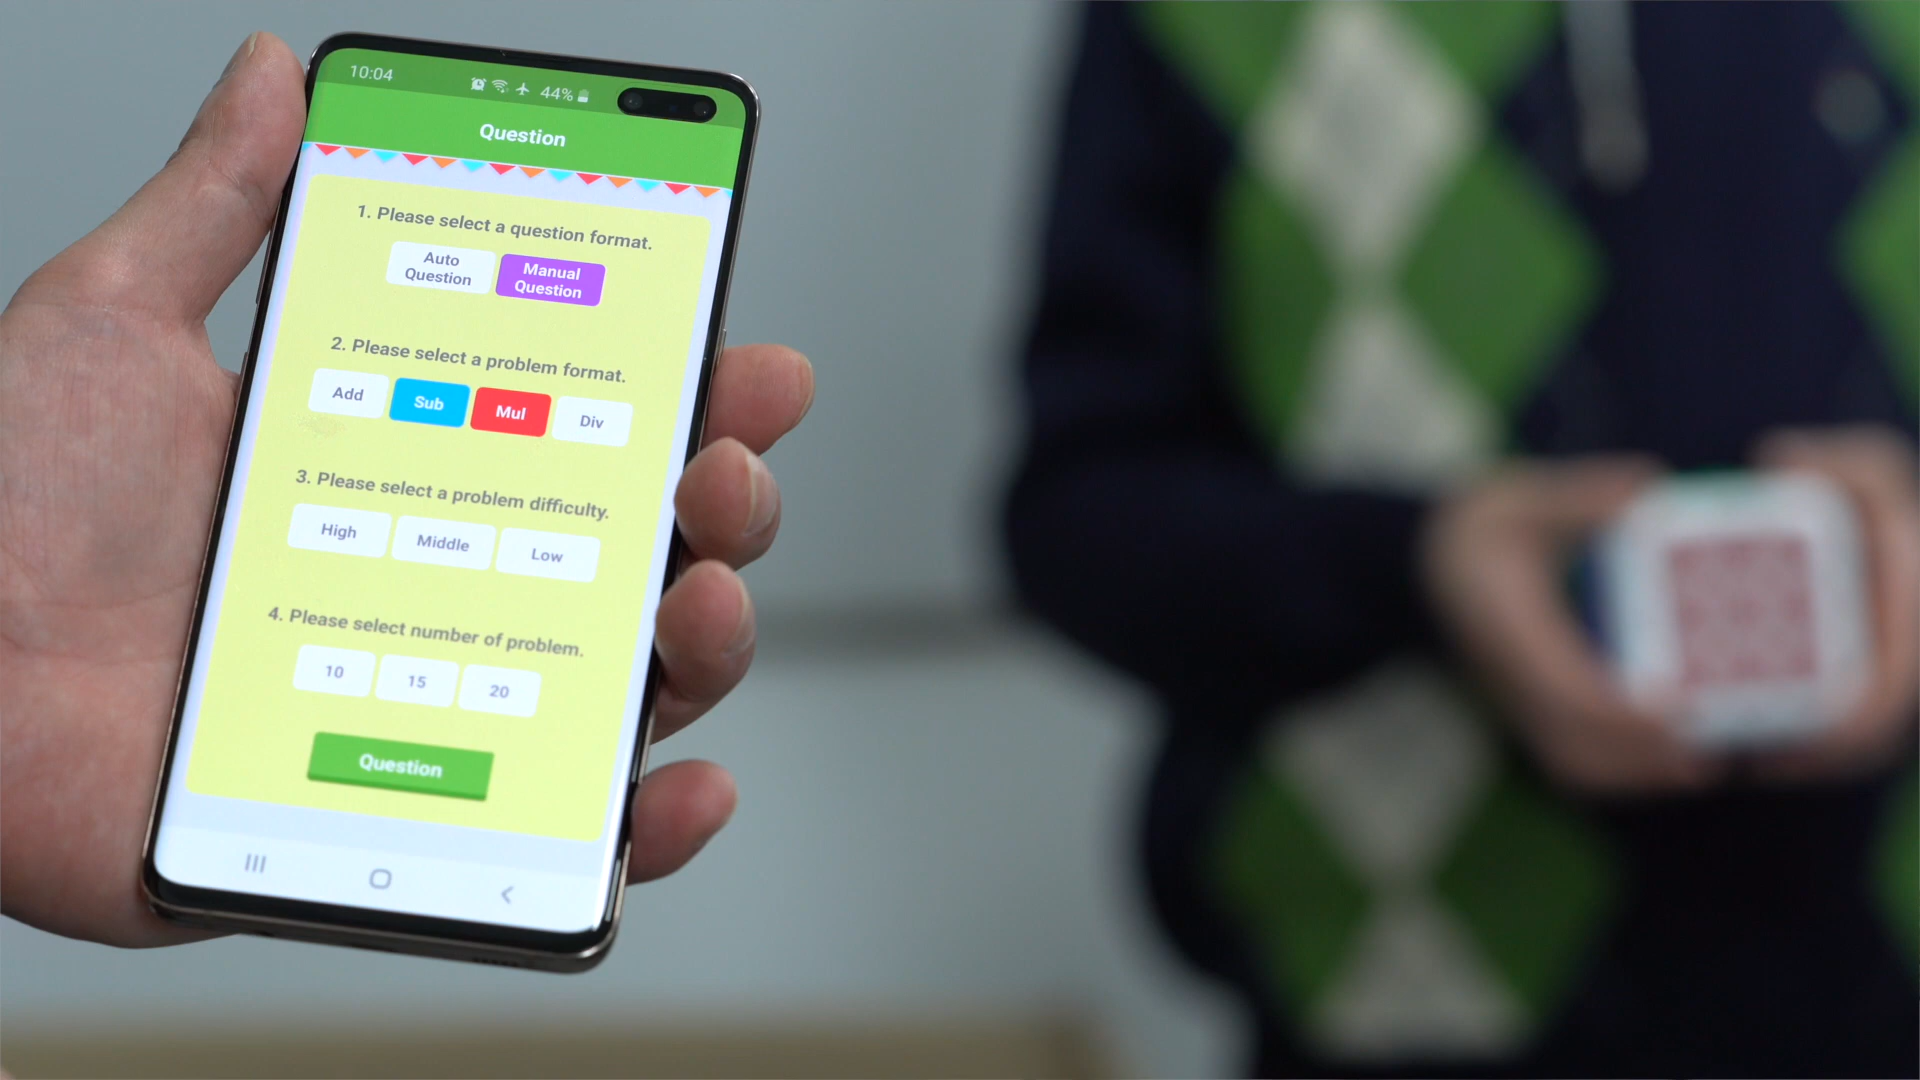 10:04 44%
Question
1. Please select a question format.
Auto
Question
Manual
Question
2. Please select a problem format.
Add Sub Mul Div
3. Please select a problem difficulty.
High Middle Low
4. Please select number of problem.
10 15 20
Question